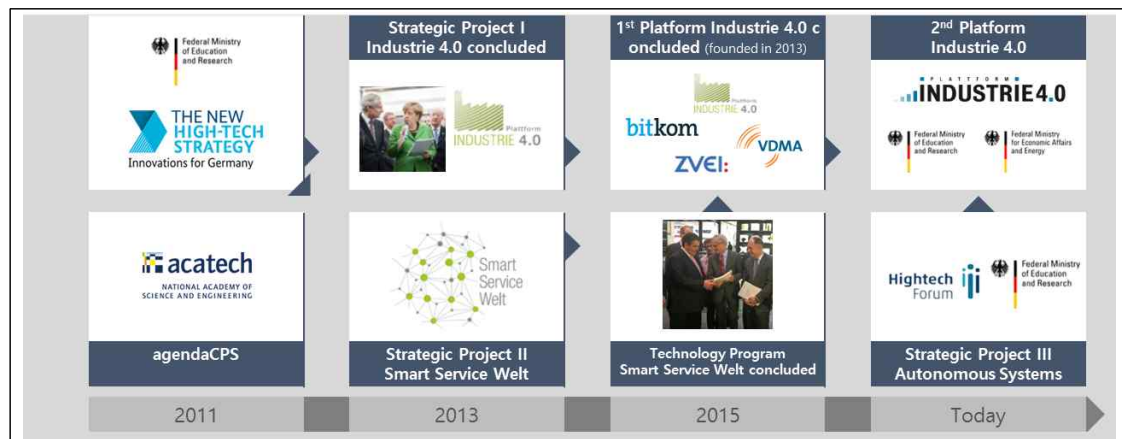 Federal Ministry
of Education
and Research
THE NEW
HIGH-TECH
STRATEGY
Innovations for Germany
Strategic Project I
Industrie 4.0 concluded
Plattform
INDUSTRIE 4.0
1st Platform Industrie 4.0 c
oncluded (founded in 2013)
Plattform
INDUSTRIE 4.0
bitkom
VDMA
ZVEI:
2nd Platform
Industrie 4.0
PLATTFORM
INDUSTRIE4.0
Federal Ministry
of Education
and Research
Federal Ministry
for Economic Affairs
and Energy
acatech
NATIONAL ACADEMY OF
SCIENCE AND ENGINEERING
agendaCPS
Smart
Service
Welt
Strategic Project II
Smart Service Welt
Technology Program
Smart Service Welt concluded
Hightech
Forum
Federal Ministry
of Education
and Research
Strategic Project III
Autonomous Systems
2011
2013
2015
Today